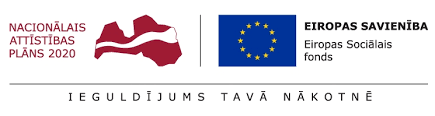 NACIONĀLAIS
ATTĪSTĪBAS
PLĀNS 2020
EIROPAS SAVIENĪBA
Eiropas Sociālais
fonds
IEGULDĪJUMS TAVĀ NĀKOTNĒ